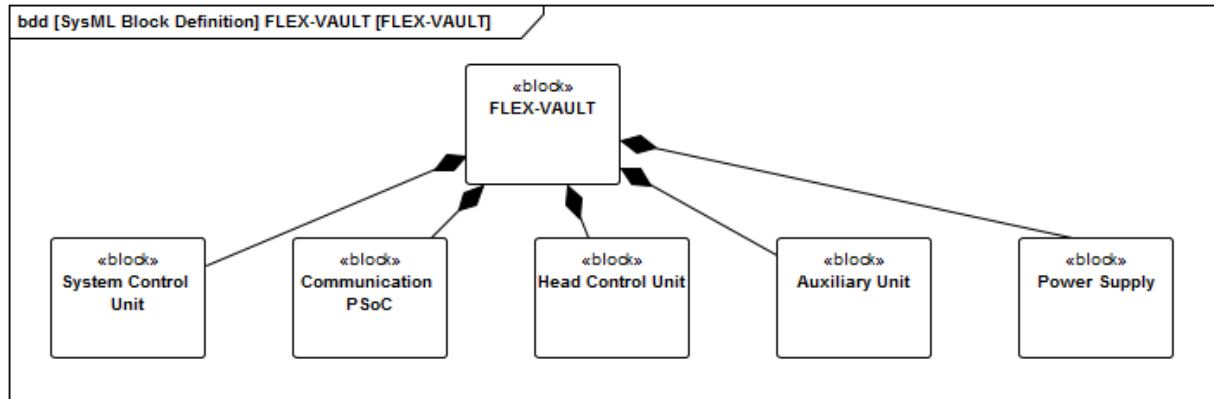 bdd [SysML Block Definition] FLEX-VAULT [FLEX-VAULT]
«block»
FLEX-VAULT
«block»
System Control
Unit
«block»
Communication
PSoC
«block»
Head Control Unit
«block»
Auxiliary Unit
«block»
Power Supply